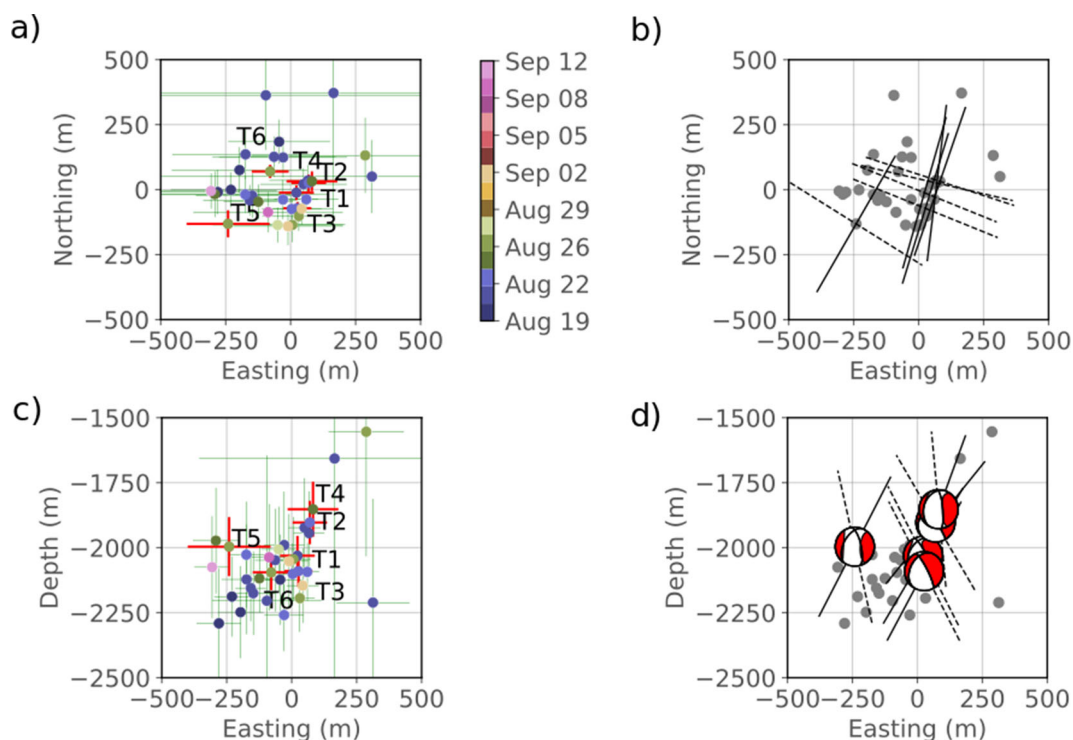 a)
500
250
0
−250
−500
−500
−250
0
250
500
Northing (m)
Easting (m)
T6
T4
T2
T1
T5
T3
Sep 12
Sep 08
Sep 05
Sep 02
Aug 29
Aug 26
Aug 22
Aug 19
b)
500
250
0
−250
−500
−500
−250
0
250
500
Northing (m)
Easting (m)
c)
−1500
−1750
−2000
−2250
−2500
−500
−250
0
250
500
Depth (m)
Easting (m)
T4
T2
T5
T1
T3
T6
d)
−1500
−1750
−2000
−2250
−2500
−500
−250
0
250
500
Depth (m)
Easting (m)